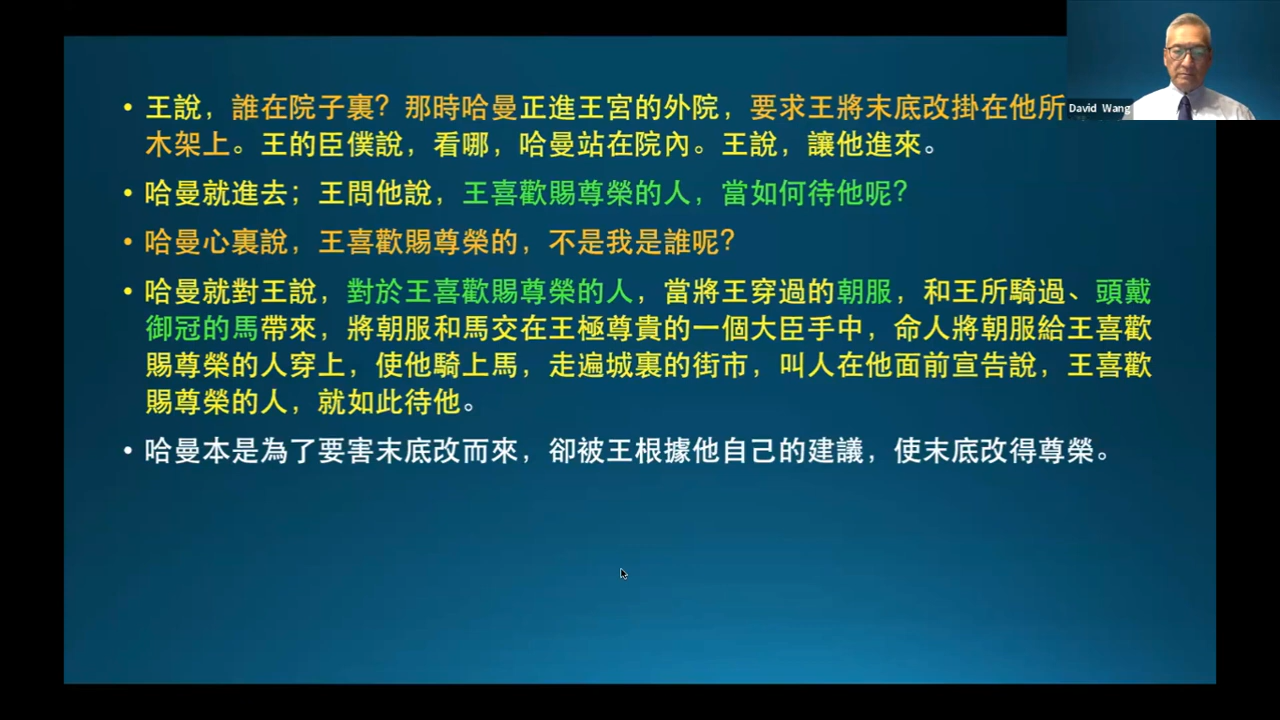 • 王說，誰在院子裏？那時哈曼正進王宮的外院，要求王將末底改掛在他所
木架上。王的臣僕說，看哪，哈曼站在院內。王說，讓他進來。
• 哈曼就進去；王問他說，王喜歡賜尊榮的人，當如何待他呢？
• 哈曼心裏說，王喜歡賜尊榮的，不是我是誰呢？
• 哈曼就對王說，對於王喜歡賜尊榮的人，當將王穿過的朝服，和王所騎過、頭戴
御冠的馬帶來，將朝服和馬交在王極尊貴的一個大臣手中，命人將朝服給王喜歡
賜尊榮的人穿上，使他騎上馬，走遍城裏的街市，叫人在他面前宣告說，王喜歡
賜尊榮的人，就如此待他。
• 哈曼本是為了要害末底改而來，卻被王根據他自己的建議，使末底改得尊榮。
David Wang